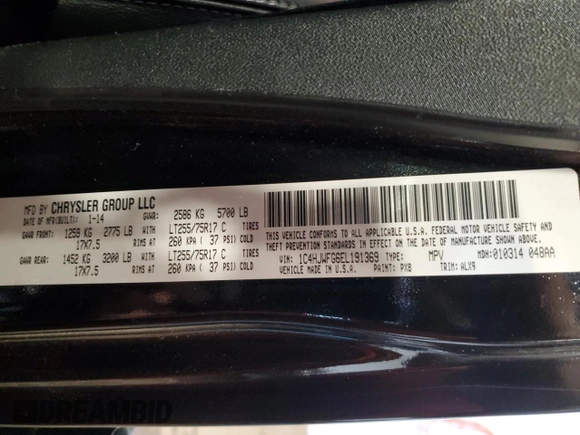 MFD BY CHRYSLER GROUP LLC
DATE OF MFR(BUILT): 1-14 GVWR: 2586 KG 5700 LB
GAWR FRONT: 1259 KG 2775 LB WITH LT255/75R17 C TIRES
17X7.5 RIMS AT 260 KPA ( 37 PSI) COLD
GAWR REAR: 1452 KG 3200 LB WITH LT255/75R17 C TIRES
17X7.5 RIMS AT 260 KPA ( 37 PSI) COLD
THIS VEHICLE CONFORMS TO ALL APPLICABLE U.S.A. FEDERAL MOTOR VEHICLE SAFETY AND
THEFT PREVENTION STANDARDS IN EFFECT ON THE DATE OF MANUFACTURE SHOWN ABOVE.
VIN: 1C4HJWFG6EL191369 TYPE: MPV MDH: 010314 048AA
MADE IN U.S.A. PAINT: PX8 TRIM: ALX9
DREAMBID